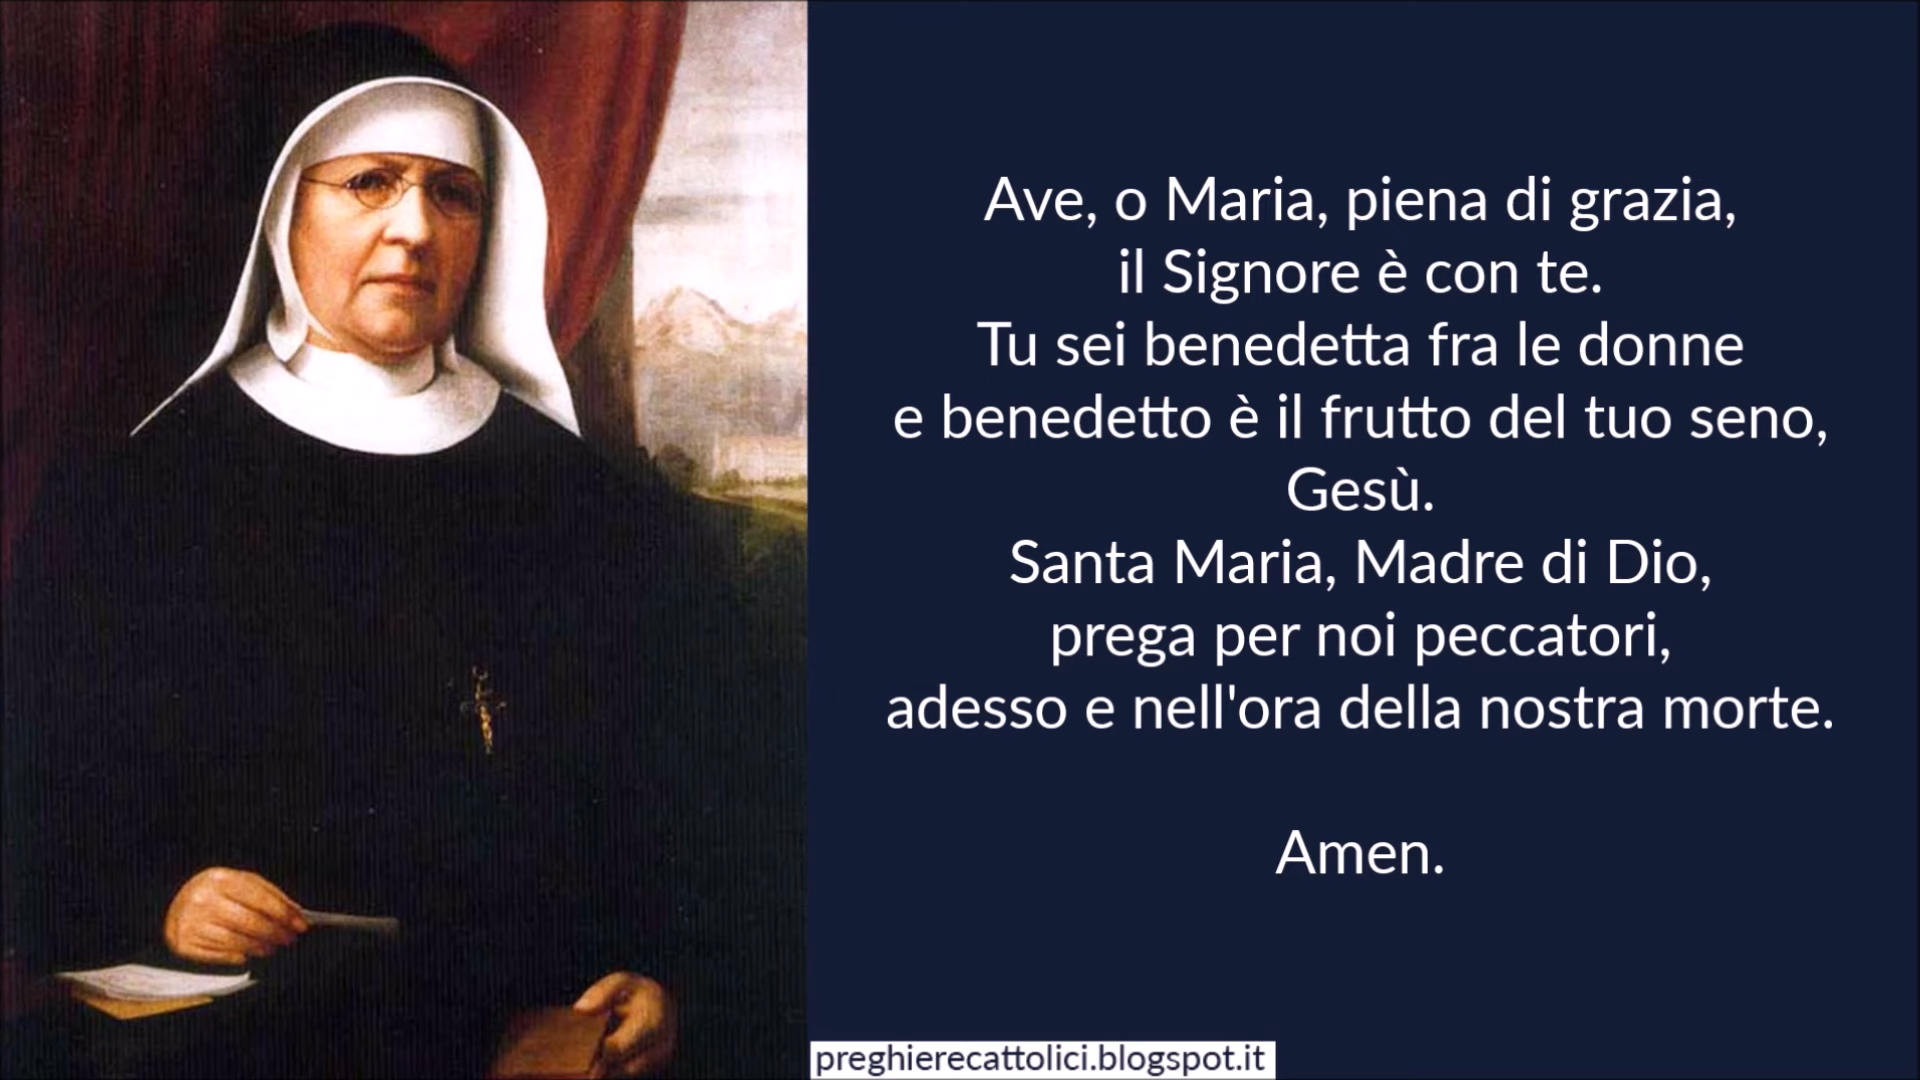 Ave, o Maria, piena di grazia,
il Signore è con te.
Tu sei benedetta fra le donne
e benedetto è il frutto del tuo seno,
Gesù.
Santa Maria, Madre di Dio,
prega per noi peccatori,
adesso e nell'ora della nostra morte.
Amen.
preghierecattolici.blogspot.it